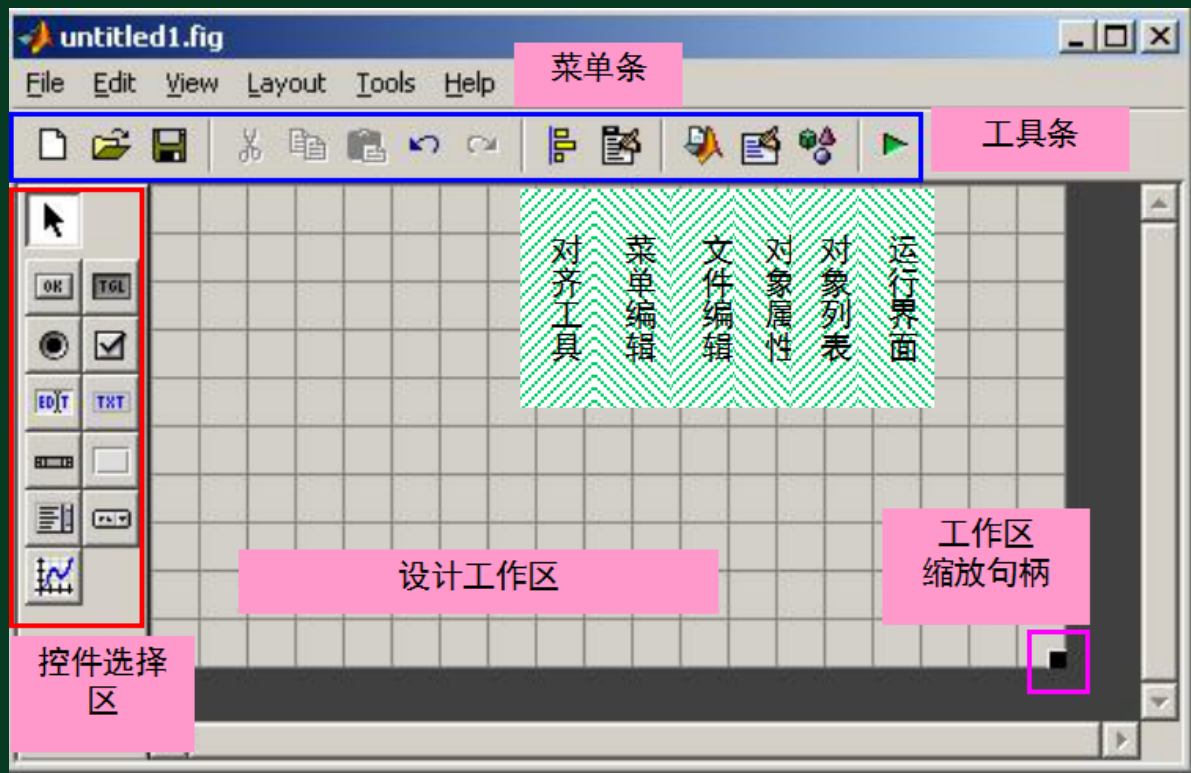 untitled1.fig
菜单条
File Edit View Layout Tools Help
工具条
对齐工具
菜单编辑
文件编辑
对象属性
对象列表
运行界面
OK TGL
EDIT TXT
设计工作区
工作区
缩放句柄
控件选择
区